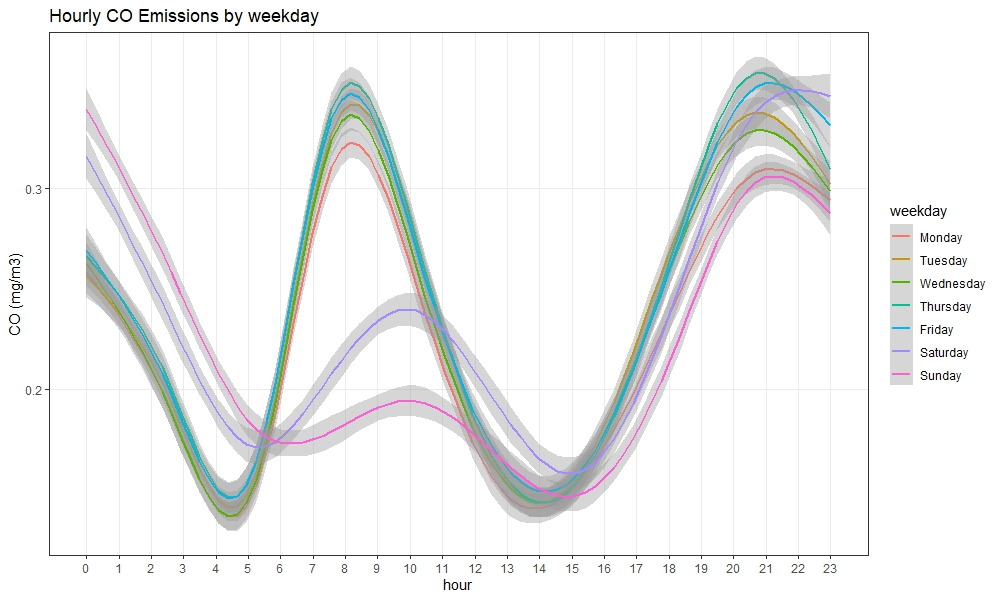 Hourly CO Emissions by weekday
CO (mg/m3)
0.3
0.2
0 1 2 3 4 5 6 7 8 9 10 11 12 13 14 15 16 17 18 19 20 21 22 23
hour
weekday
Monday
Tuesday
Wednesday
Thursday
Friday
Saturday
Sunday